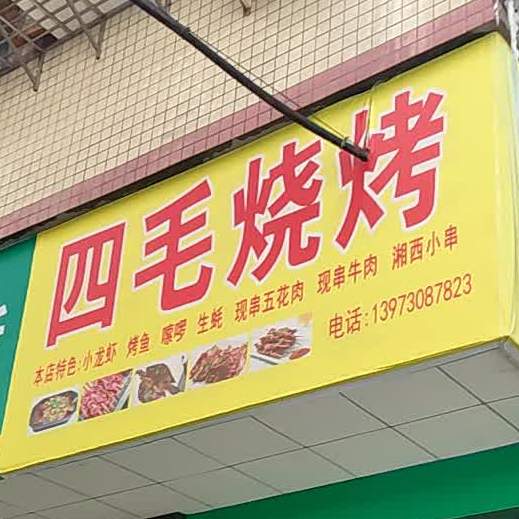 四毛烧烤
本店特色:小龙虾 烤鱼 嗦唠 生蚝 现串五花肉 现串牛肉 湘西小串
电话:13973087823